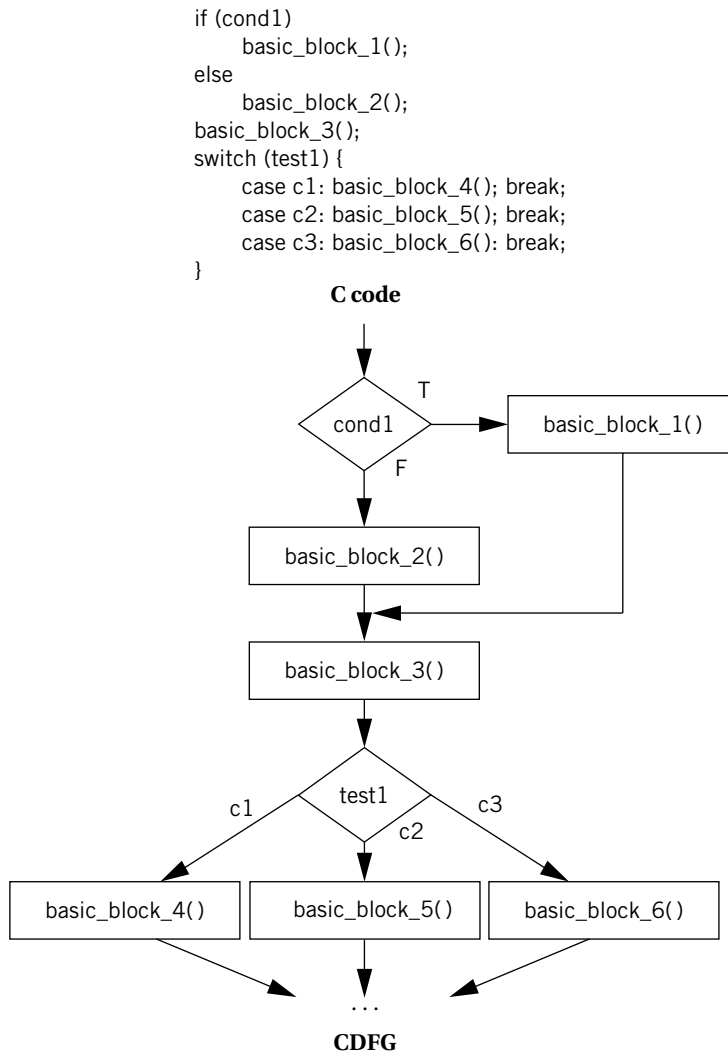 if (cond1)
basic_block_1();
else
basic_block_2();
basic_block_3();
switch (test1) {
case c1: basic_block_4( ); break;
case c2: basic_block_5( ); break;
case c3: basic_block_6( ): break;
}
C code
T
cond1
basic_block_1( )
F
basic_block_2( )
basic_block_3( )
test1
c1
c2
c3
basic_block_4( )
basic_block_5( )
basic_block_6( )
...
CDFG